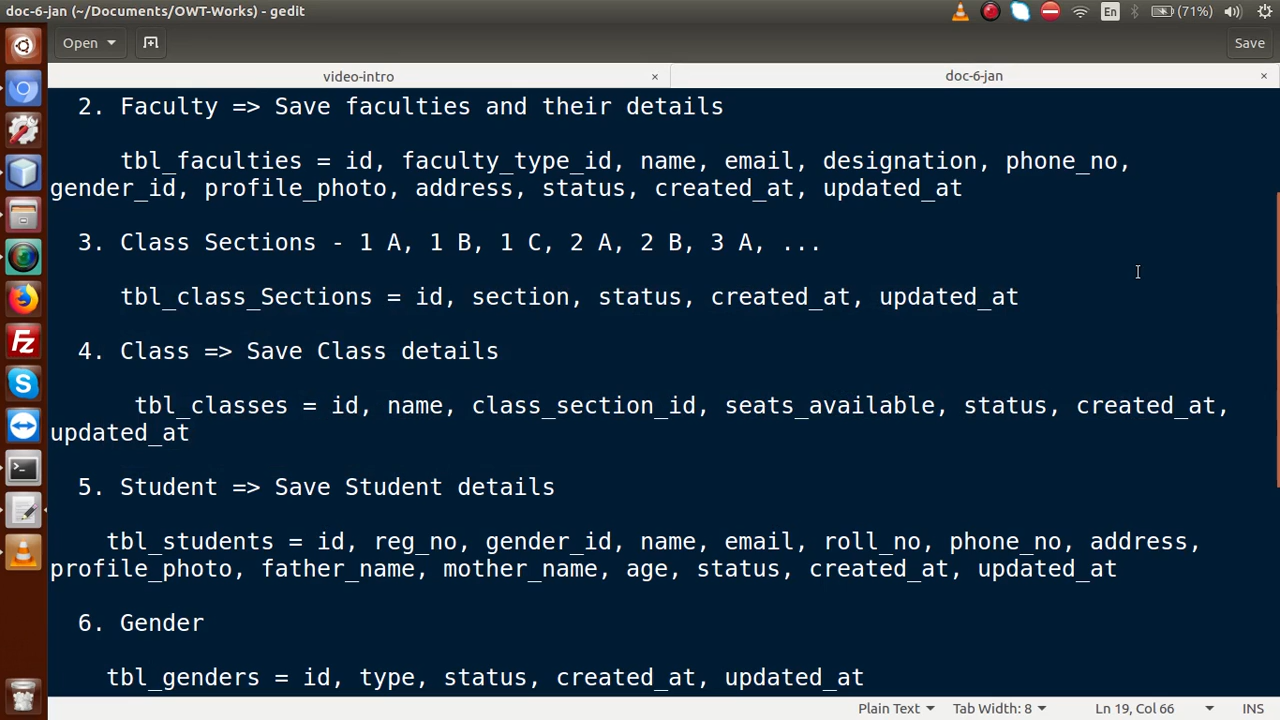 doc-6-jan (~/Documents/OWT-Works) - gedit
En
(71%)
Open
Save
video-intro
×
doc-6-jan
×
2. Faculty => Save faculties and their details
tbl_faculties = id, faculty_type_id, name, email, designation, phone_no,
gender_id, profile_photo, address, status, created_at, updated_at
3. Class Sections - 1 A, 1 B, 1 C, 2 A, 2 B, 3 A, ...
tbl_class_Sections = id, section, status, created_at, updated_at
4. Class => Save Class details
tbl_classes = id, name, class_section_id, seats_available, status, created_at,
updated_at
5. Student => Save Student details
tbl_students = id, reg_no, gender_id, name, email, roll_no, phone_no, address,
profile_photo, father_name, mother_name, age, status, created_at, updated_at
6. Gender
tbl_genders = id, type, status, created_at, updated_at
Plain Text
Tab Width: 8
Ln 19, Col 66
INS